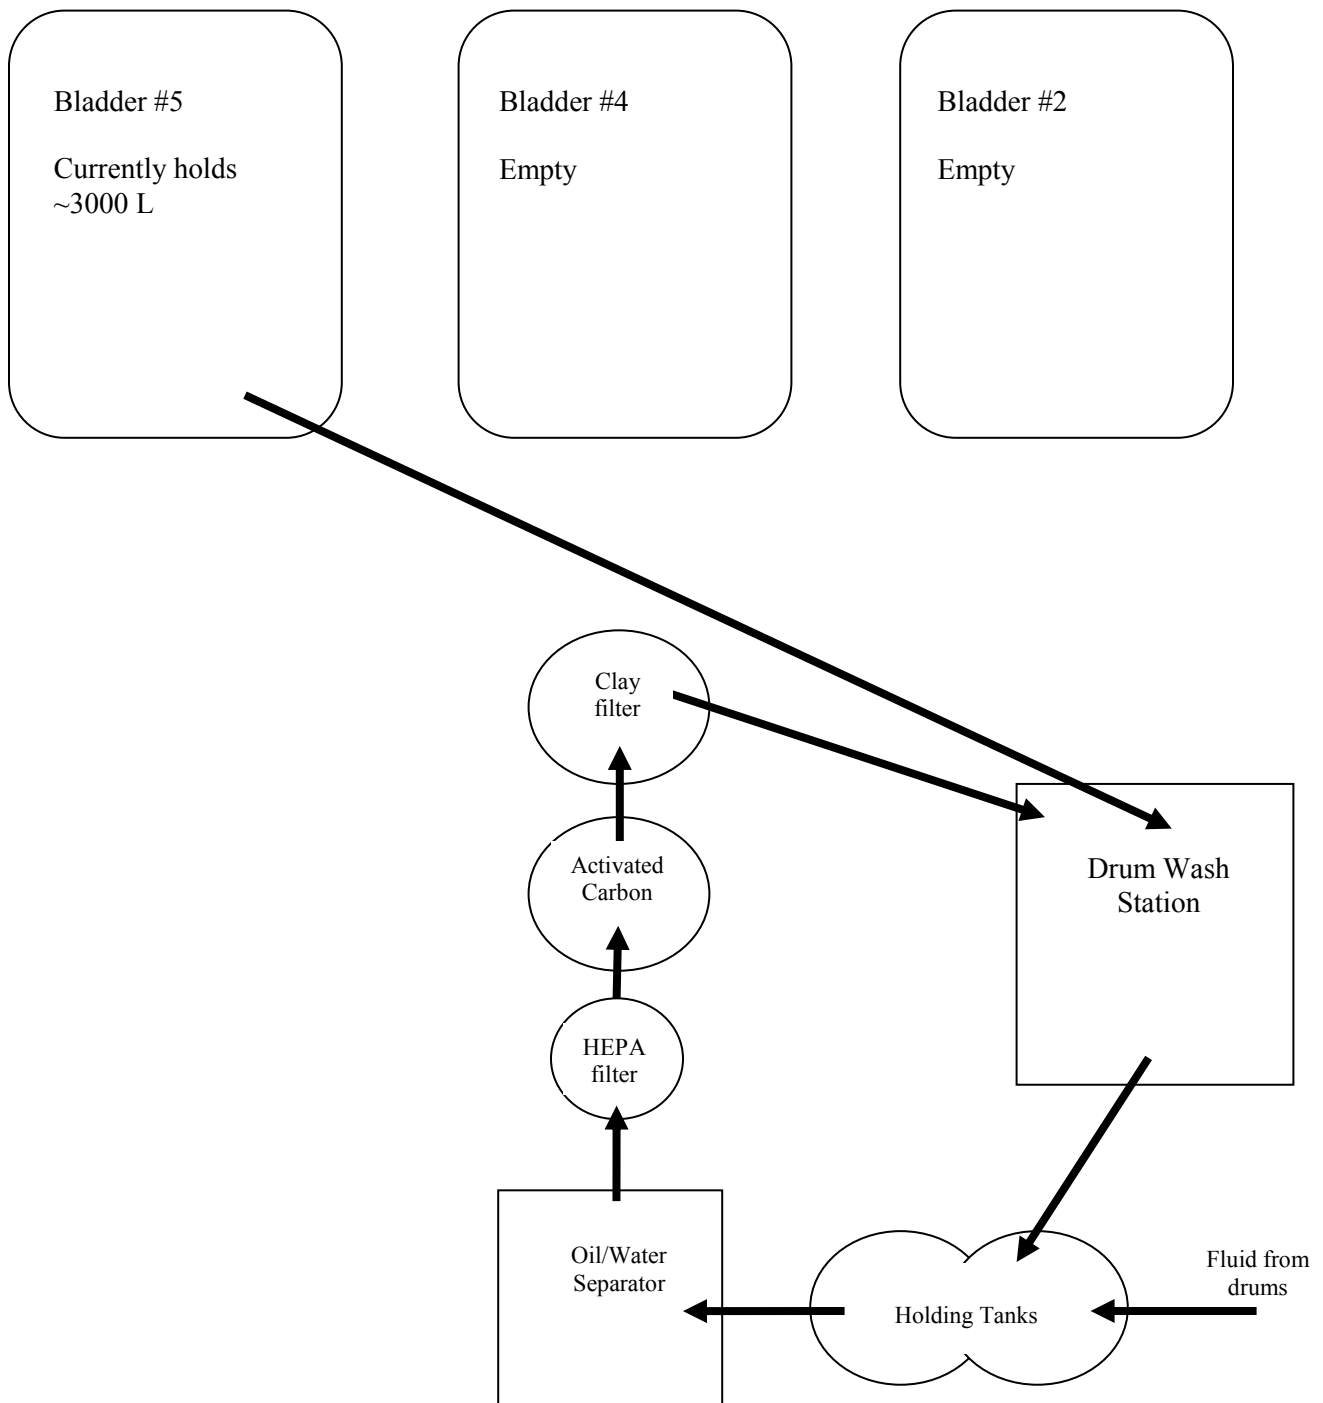 Bladder #5
Currently holds
~3000 L
Bladder #4
Empty
Bladder #2
Empty
Clay
filter
Activated
Carbon
Drum Wash
Station
HEPA
filter
Oil/Water
Separator
Holding Tanks
Fluid from
drums